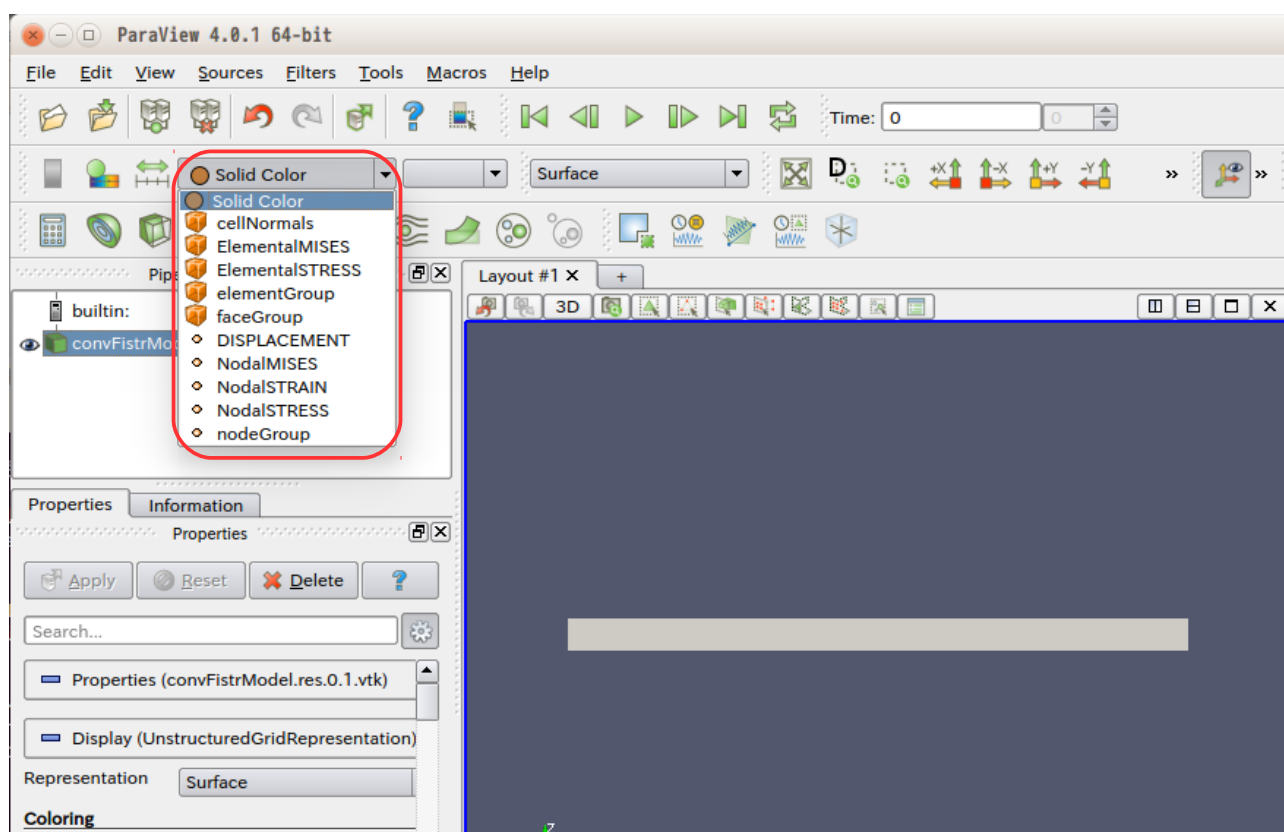 ParaView 4.0.1 64-bit
File Edit View Sources Filters Tools Macros Help
Time: 0 0
Solid Color Surface
+X -X +Y -Y » »
Solid Color
cellNormals
ElementalMISES
ElementalSTRESS
elementGroup
faceGroup
DISPLACEMENT
NodalMISES
NodalSTRAIN
NodalSTRESS
nodeGroup
Layout #1 X +
builtin:
3D
Properties Information
Properties
Apply Reset Delete ?
Search...
Properties (convFistrModel.res.0.1.vtk)
Display (UnstructuredGridRepresentation)
Representation Surface
Coloring
Z